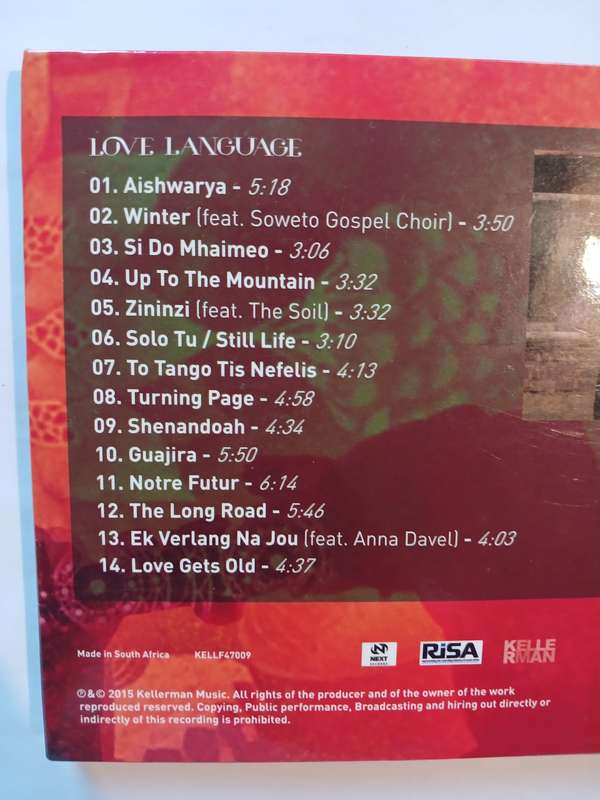 LOVE LANGUAGE
01. Aishwarya - 5:18
02. Winter (feat. Soweto Gospel Choir) - 3:50
03. Si Do Mhaimeo - 3:06
04. Up To The Mountain - 3:32
05. Zininzi (feat. The Soil) - 3:32
06. Solo Tu / Still Life - 3:10
07. To Tango Tis Nefelis - 4:13
08. Turning Page - 4:58
09. Shenandoah - 4:34
10. Guajira - 5:50
11. Notre Futur - 6:14
12. The Long Road - 5:46
13. Ek Verlang Na Jou (feat. Anna Davel) - 4:03
14. Love Gets Old - 4:37
Made in South Africa KELLF47009
NEXT
RECORDS
RiSA
KELLE
RMAN
℗&© 2015 Kellerman Music. All rights of the producer and of the owner of the work
reproduced reserved. Copying, Public performance, Broadcasting and hiring out directly or
indirectly of this recording is prohibited.